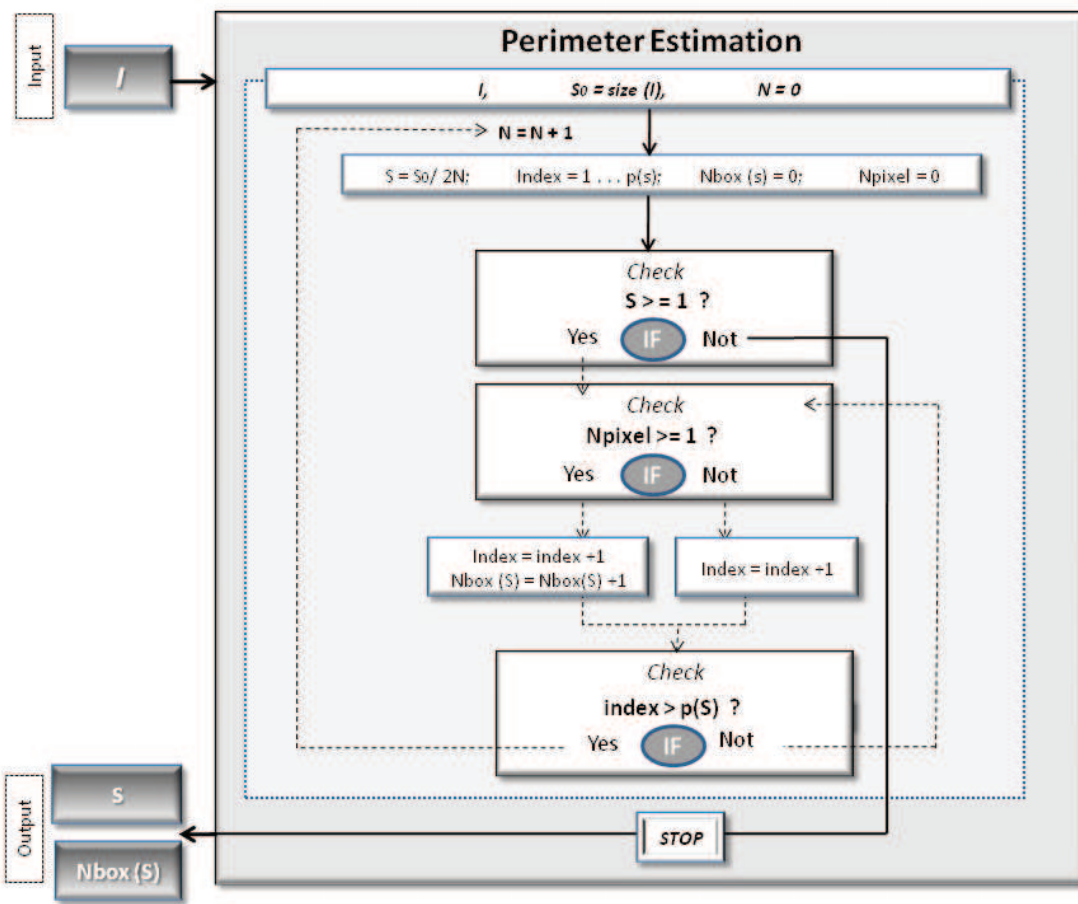 Perimeter Estimation
Input
I
I, S0 = size (I), N = 0
N = N + 1
S = S0/ 2N; Index = 1 . . . p(s); Nbox (s) = 0; Npixel = 0
Check
S > = 1 ?
Yes IF Not
Check
Npixel >= 1 ?
Yes IF Not
Index = index +1
Nbox (S) = Nbox(S) +1
Index = index +1
Check
index > p(S) ?
Yes IF Not
Output
S
Nbox (S)
STOP